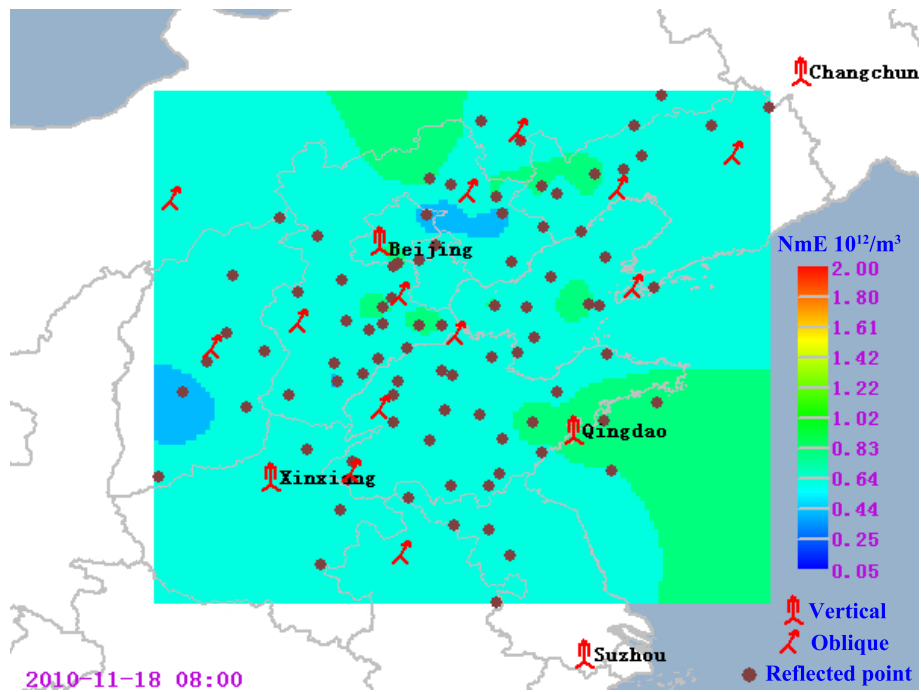 Changchun
Beijing
NmE 10¹²/m³
2.00
1.80
1.61
1.42
1.22
1.02
0.83
0.64
0.44
0.25
0.05
Qingdao
Xinxiang
Vertical
Oblique
Suzhou
Reflected point
2010-11-18 08:00